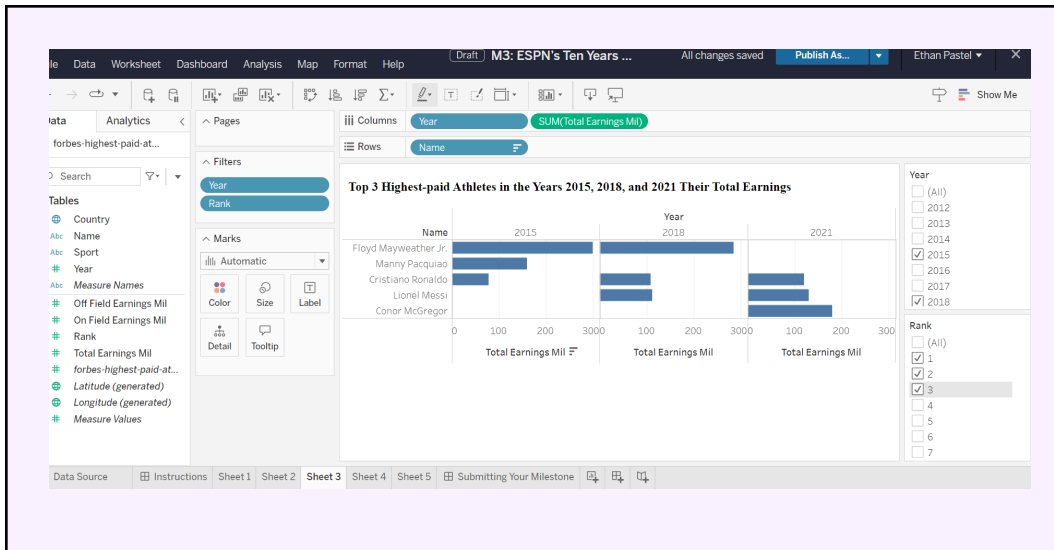 le Data Worksheet Dashboard Analysis Map Format Help Draft M3: ESPN's Ten Years ... All changes saved Publish As... Ethan Pastel
Show Me
ata Analytics
forbes-highest-paid-at...
Search
Tables
Country
Abc Name
Abc Sport
# Year
Abc Measure Names
# Off Field Earnings Mil
# On Field Earnings Mil
# Rank
# Total Earnings Mil
# forbes-highest-paid-at...
Latitude (generated)
Longitude (generated)
# Measure Values
Pages
Filters
Year
Rank
Marks
Automatic
Color Size Label
Detail Tooltip
Columns Year SUM(Total Earnings Mil)
Rows Name
Top 3 Highest-paid Athletes in the Years 2015, 2018, and 2021 Their Total Earnings
Year
Name 2015 2018 2021
Floyd Mayweather Jr.
Manny Pacquiao
Cristiano Ronaldo
Lionel Messi
Conor McGregor
0 100 200 300 0 100 200 300 0 100 200 300
Total Earnings Mil Total Earnings Mil Total Earnings Mil
Year
(All)
2012
2013
2014
2015
2016
2017
2018
Rank
(All)
1
2
3
4
5
6
7
Data Source Instructions Sheet 1 Sheet 2 Sheet 3 Sheet 4 Sheet 5 Submitting Your Milestone